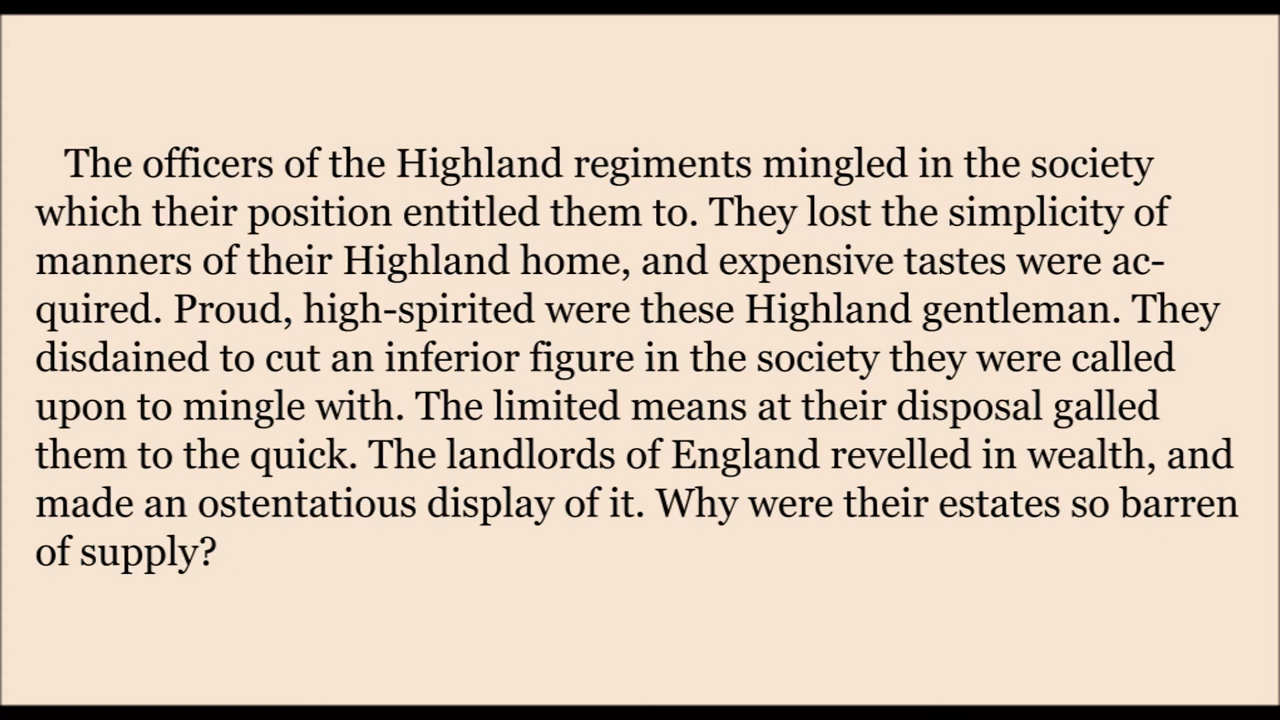 The officers of the Highland regiments mingled in the society
which their position entitled them to. They lost the simplicity of
manners of their Highland home, and expensive tastes were ac-
quired. Proud, high-spirited were these Highland gentleman. They
disdained to cut an inferior figure in the society they were called
upon to mingle with. The limited means at their disposal galled
them to the quick. The landlords of England revelled in wealth, and
made an ostentatious display of it. Why were their estates so barren
of supply?